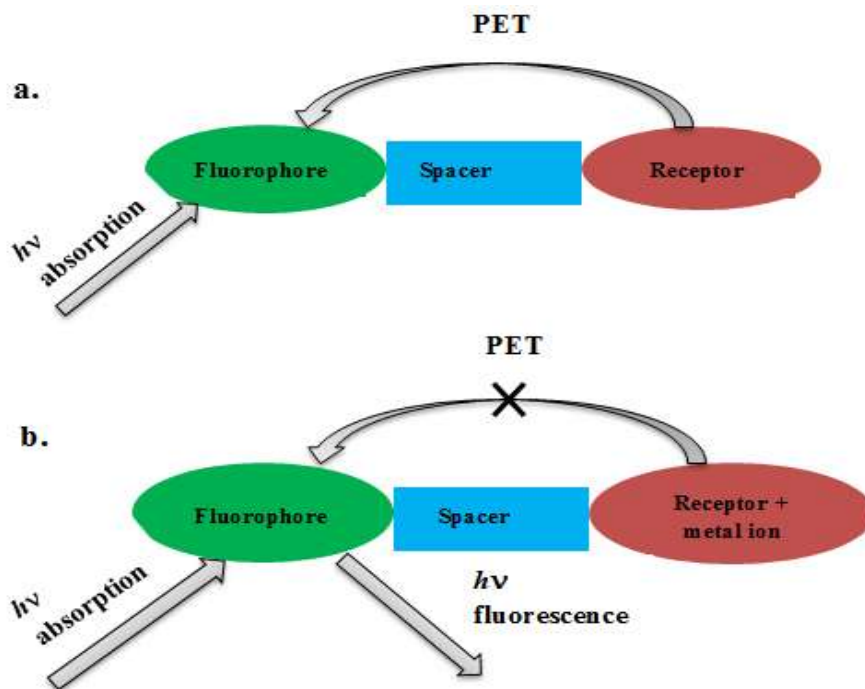 PET
a.
Fluorophore
Spacer
Receptor
hν
absorption
PET
b.
Fluorophore
Spacer
Receptor +
metal ion
hν
absorption
hν
fluorescence